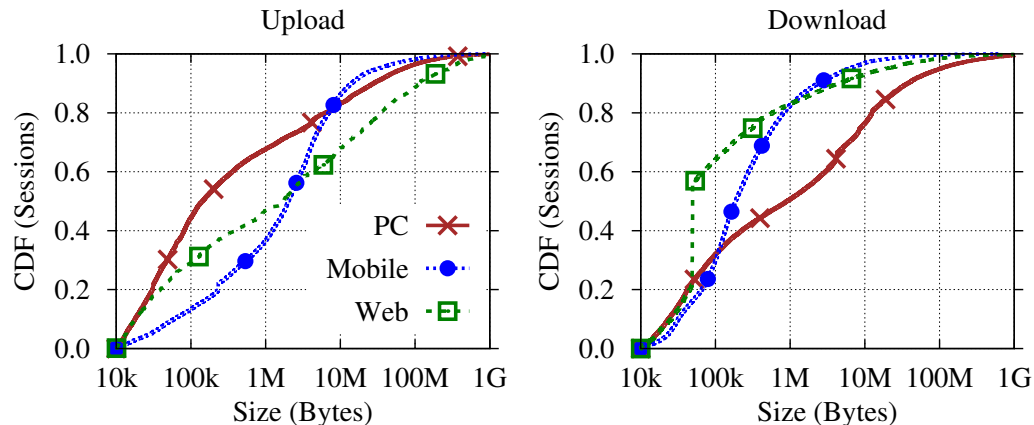 Upload
CDF (Sessions)
1.0
0.8
0.6
0.4
0.2
0.0
PC
Mobile
Web
10k 100k 1M 10M 100M 1G
Size (Bytes)
Download
CDF (Sessions)
1.0
0.8
0.6
0.4
0.2
0.0
10k 100k 1M 10M 100M 1G
Size (Bytes)